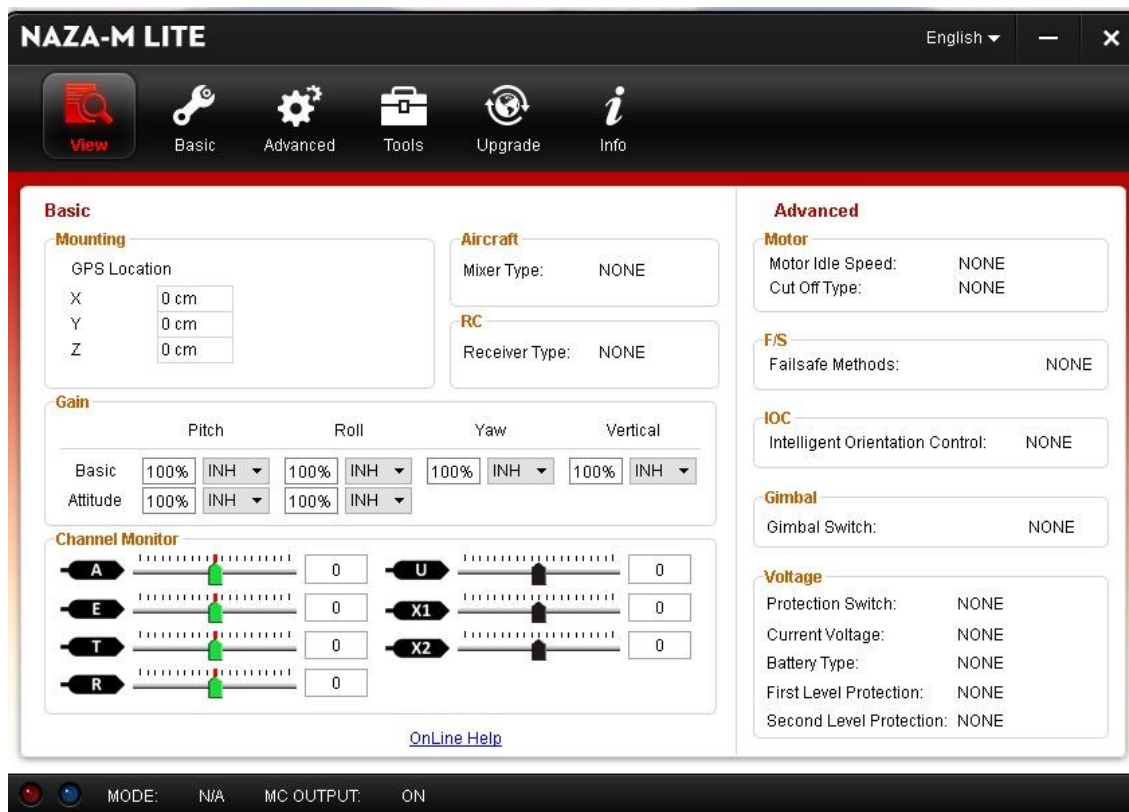 NAZA-M LITE English
View Basic Advanced Tools Upgrade Info
Basic
Mounting
GPS Location
X 0 cm
Y 0 cm
Z 0 cm
Aircraft
Mixer Type: NONE
RC
Receiver Type: NONE
Gain
Pitch Roll Yaw Vertical
Basic 100% INH 100% INH 100% INH 100% INH
Attitude 100% INH 100% INH
Channel Monitor
A 0 U 0
E 0 X1 0
T 0 X2 0
R 0
OnLine Help
Advanced
Motor
Motor Idle Speed: NONE
Cut Off Type: NONE
F/S
Failsafe Methods: NONE
IOC
Intelligent Orientation Control: NONE
Gimbal
Gimbal Switch: NONE
Voltage
Protection Switch: NONE
Current Voltage: NONE
Battery Type: NONE
First Level Protection: NONE
Second Level Protection: NONE
MODE: N/A MC OUTPUT: ON